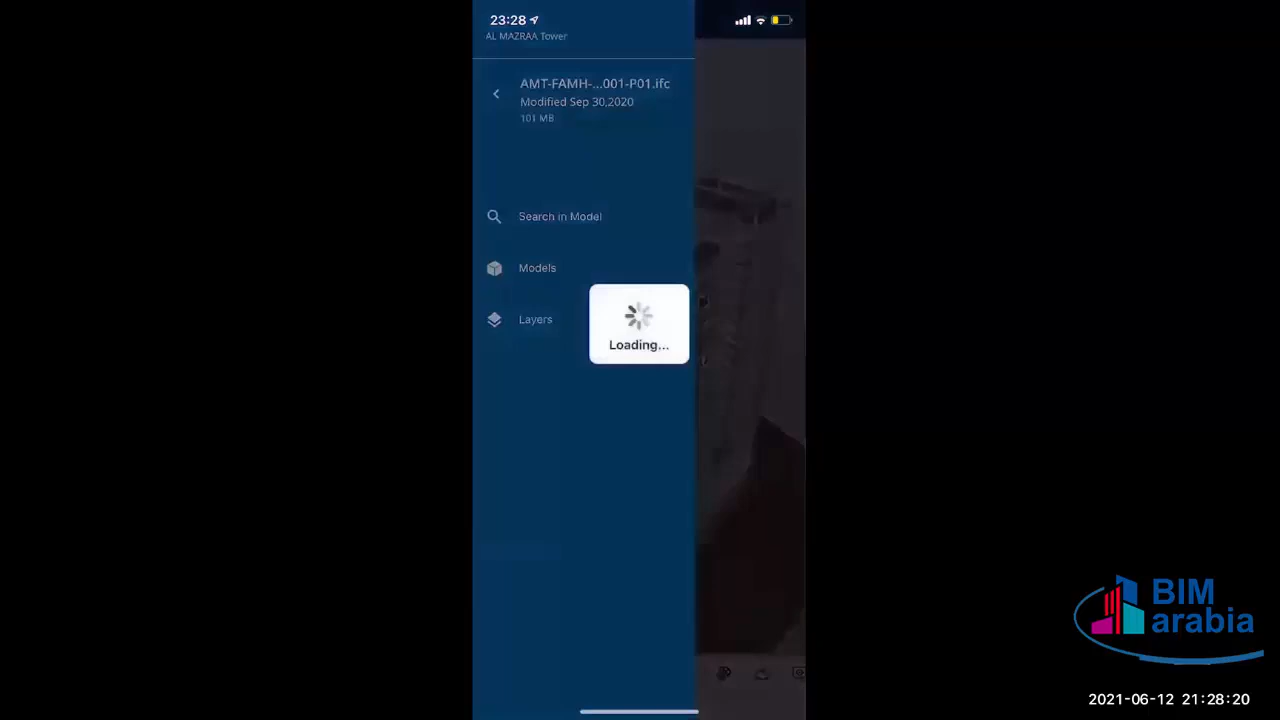 23:28
AL MAZRAA Tower
AMT-FAMH-...001-P01.ifc
Modified Sep 30,2020
101 MB
Search in Model
Models
Layers
Loading...
BIM
arabia
2021-06-12 21:28:20